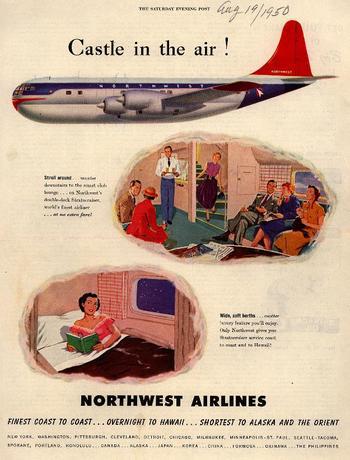 THE SATURDAY EVENING POST
Aug 19/1950
Castle in the air !
NORTHWEST
NORTHWEST
Stroll around . . . saunter
downstairs to the smart club
lounge . . . on Northwest's
double-deck Stratocruiser,
world's finest airliner
. . . at no extra fare!
Wide, soft berths . . . another
luxury feature you'll enjoy.
Only Northwest gives you
Stratocruiser service coast
to coast and to Hawaii!
NORTHWEST AIRLINES
FINEST COAST TO COAST . . . OVERNIGHT TO HAWAII . . . SHORTEST TO ALASKA AND THE ORIENT
NEW YORK, WASHINGTON, PITTSBURGH, CLEVELAND, DETROIT, CHICAGO, MILWAUKEE, MINNEAPOLIS-ST. PAUL, SEATTLE-TACOMA,
SPOKANE, PORTLAND, HONOLULU . . . CANADA . . . ALASKA . . . JAPAN . . . KOREA . . . CHINA . . . FORMOSA . . . OKINAWA . . . THE PHILIPPINES